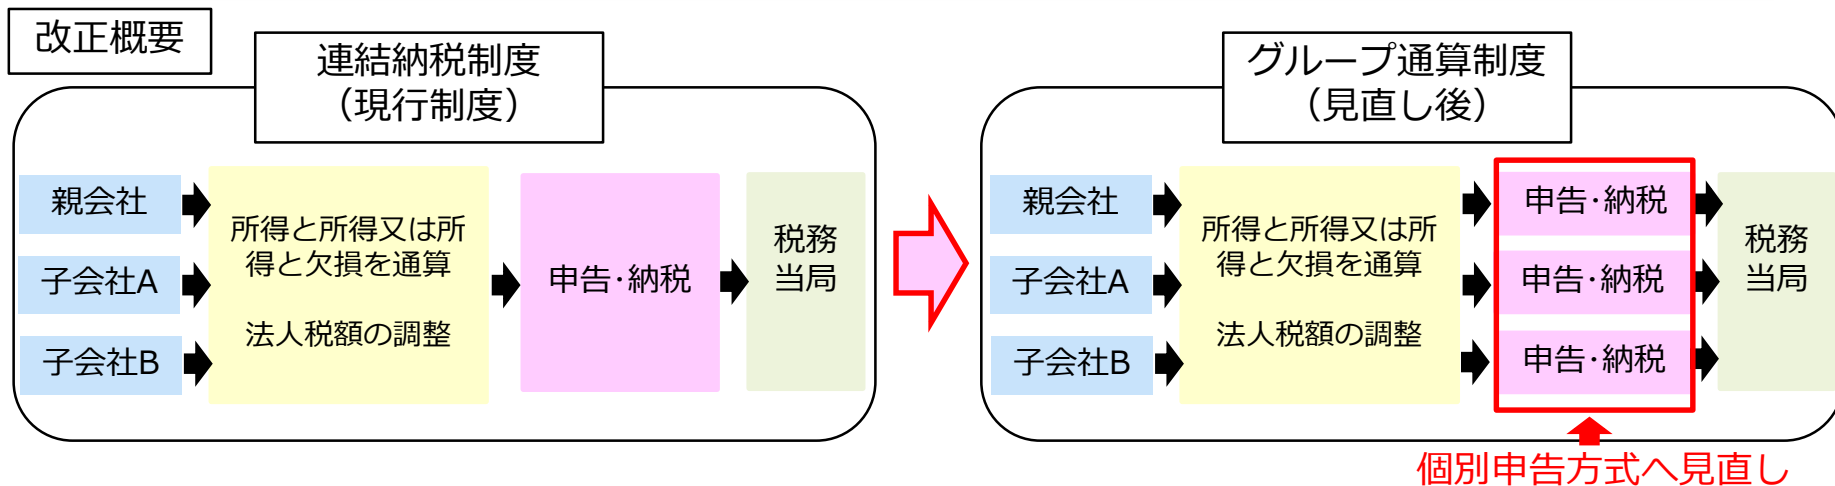 改正概要
連結納税制度
（現行制度）
親会社
子会社A
子会社B
所得と所得又は所
得と欠損を通算
法人税額の調整
申告･納税
税務
当局
グループ通算制度
（見直し後）
親会社
子会社A
子会社B
所得と所得又は所
得と欠損を通算
法人税額の調整
申告･納税
申告･納税
申告･納税
税務
当局
個別申告方式へ見直し